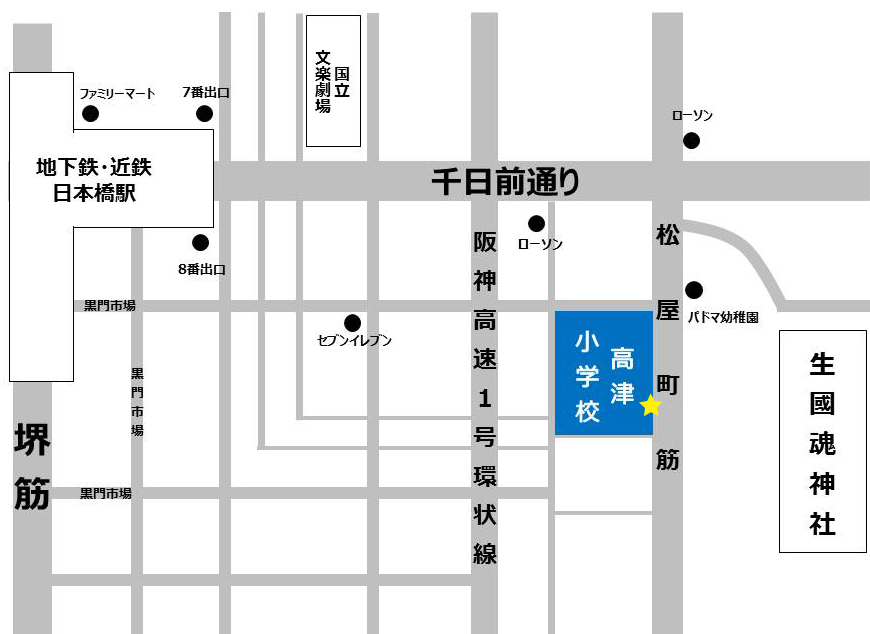 国立
文楽劇場
ファミリーマート
7番出口
ローソン
地下鉄・近鉄
日本橋駅
千日前通り
ローソン
8番出口
阪神高速1号環状線
松屋町筋
黒門市場
セブンイレブン
パドマ幼稚園
高津
小学校
生國魂神社
黒門市場
堺筋
黒門市場